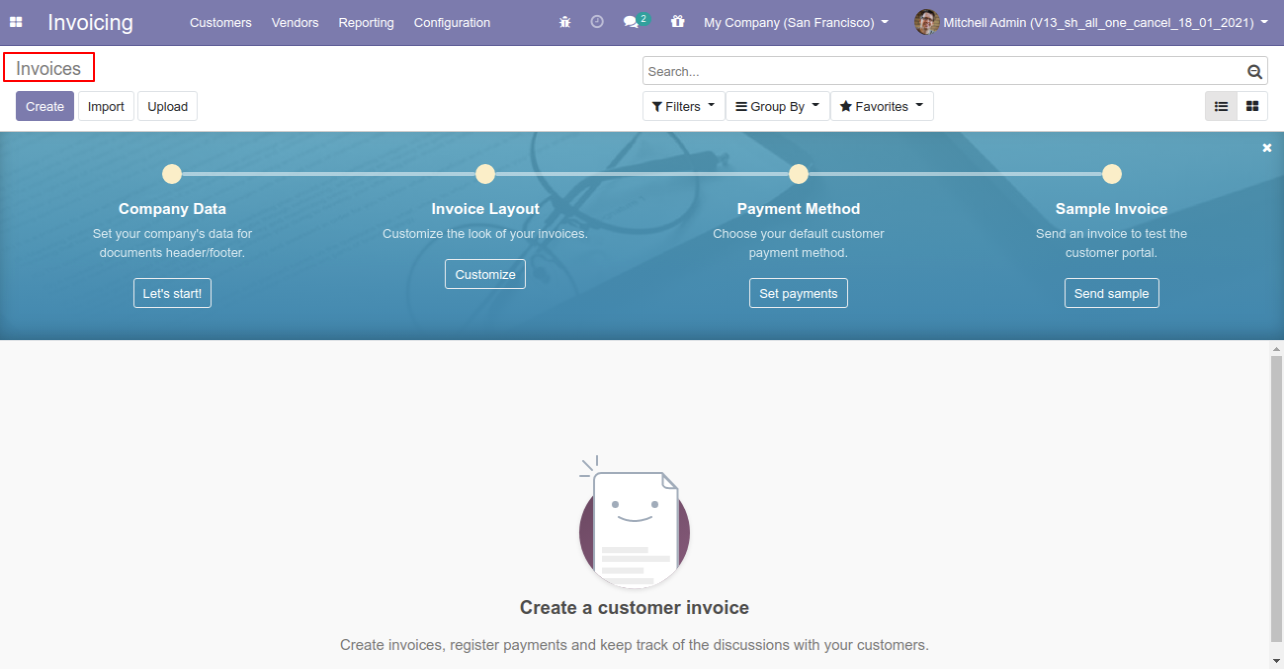 Invoicing Customers Vendors Reporting Configuration 2 My Company (San Francisco) Mitchell Admin (V13_sh_all_one_cancel_18_01_2021)
Invoices
Search...
Create Import Upload Filters Group By Favorites
Company Data Invoice Layout Payment Method Sample Invoice
Set your company's data for Customize the look of your invoices. Choose your default customer Send an invoice to test the
documents header/footer. payment method. customer portal.
Customize
Let's start! Set payments Send sample
Create a customer invoice
Create invoices, register payments and keep track of the discussions with your customers.